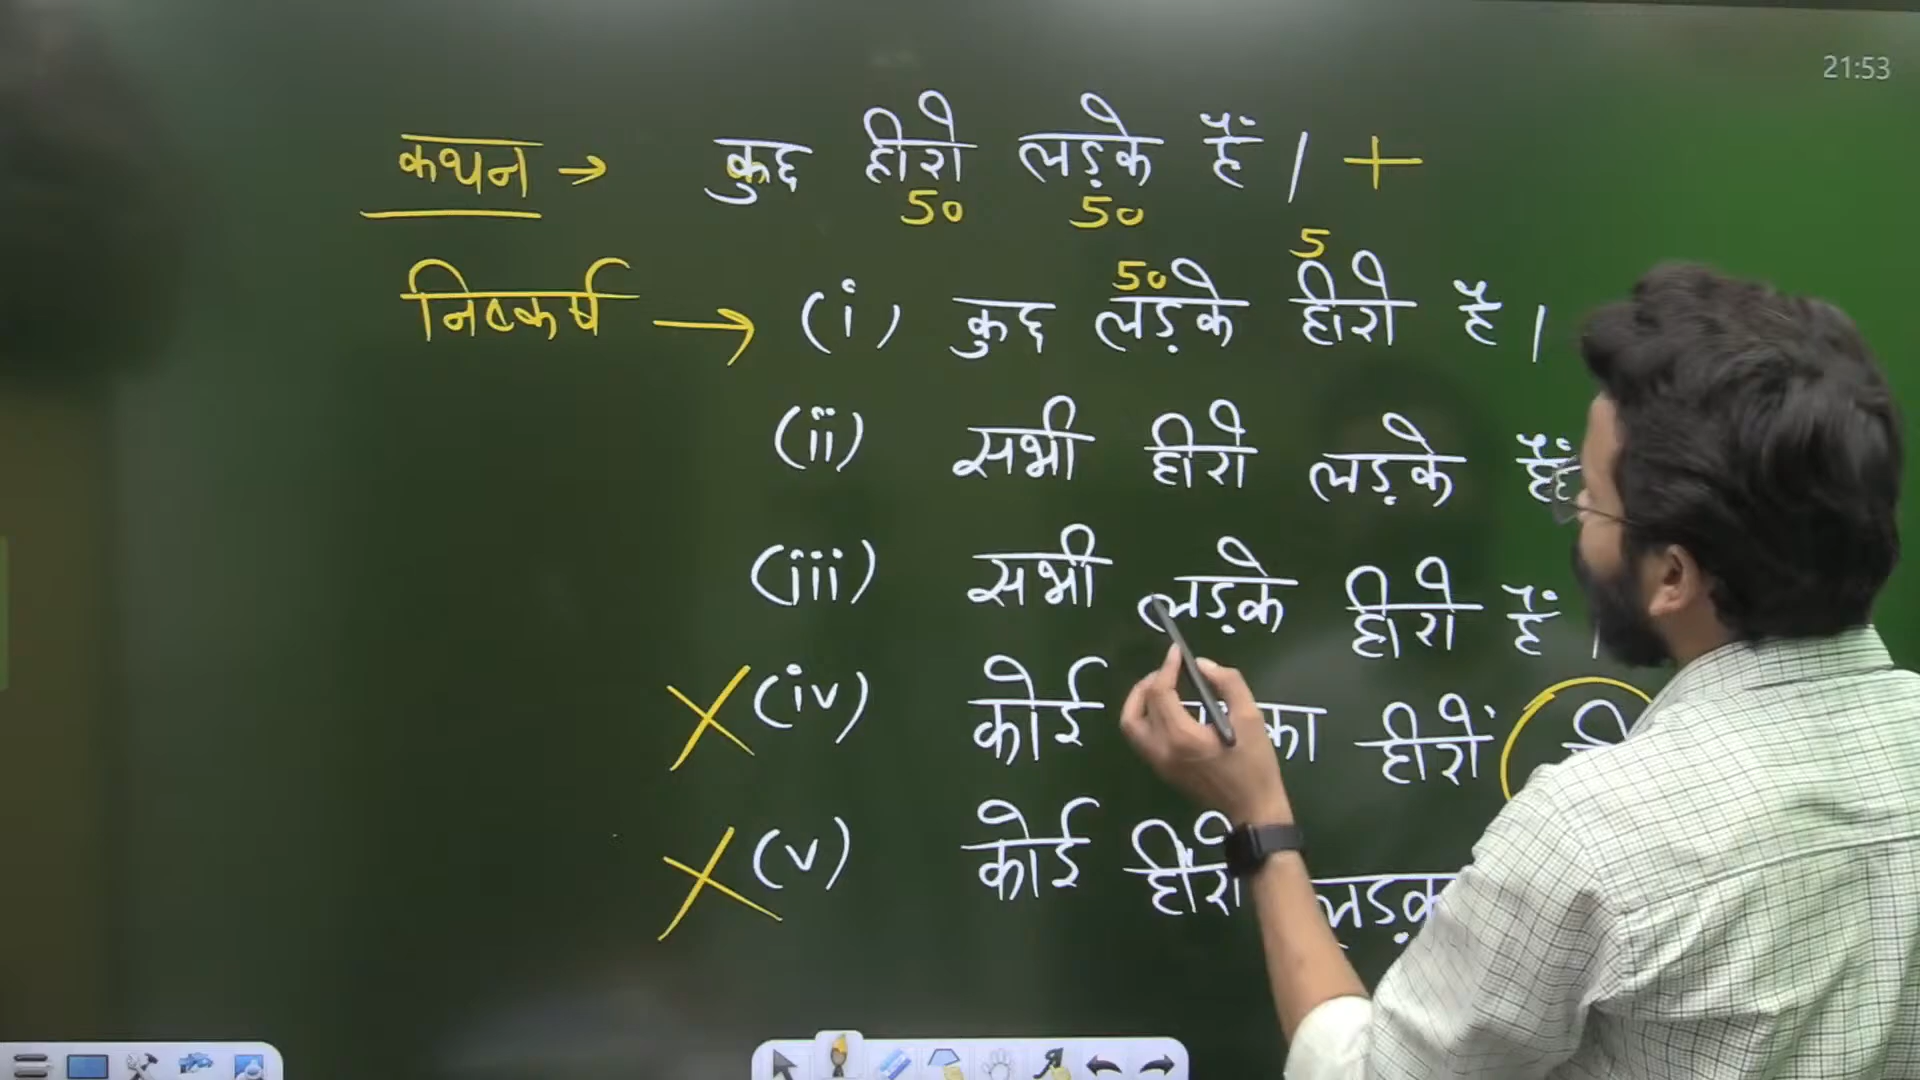 21:53
कथन → कुछ हीरो लड़के हैं। +
50 50
5
50
निष्कर्ष → (i) कुछ लड़के हीरो है।
(ii) सभी हीरो लड़के हैं
(iii) सभी लड़के हीरो हैं।
X (iv) कोई हीरों
X (v) कोई हीरो